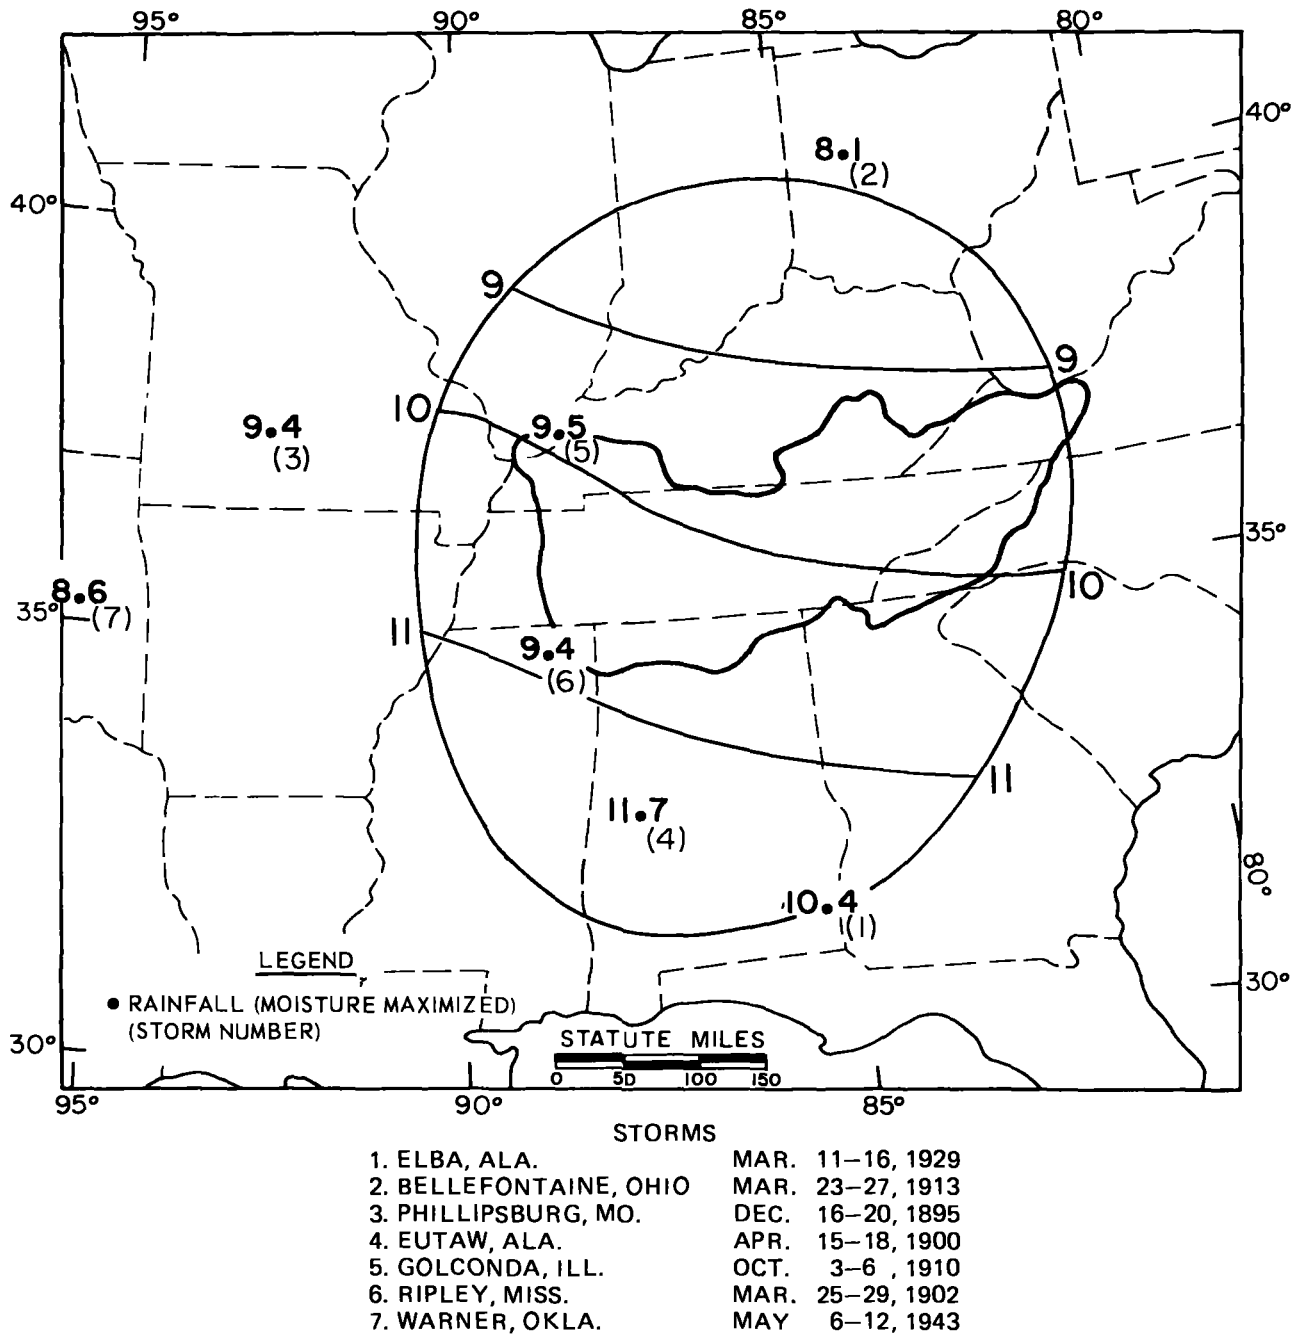 95° 90° 85° 80°
40°
8.1
(2)
40°
9
9
10
9.4
(3)
9.5
(5)
35°
8.6
35° (7)
10
11
9.4
(6)
11
11.7
(4)
80°
10.4
(1)
LEGEND
30°
• RAINFALL (MOISTURE MAXIMIZED)
(STORM NUMBER)
STATUTE MILES
30°
0 50 100 150
95° 90° 85°
STORMS
1. ELBA, ALA. MAR. 11–16, 1929
2. BELLEFONTAINE, OHIO MAR. 23–27, 1913
3. PHILLIPSBURG, MO. DEC. 16–20, 1895
4. EUTAW, ALA. APR. 15–18, 1900
5. GOLCONDA, ILL. OCT. 3–6 , 1910
6. RIPLEY, MISS. MAR. 25–29, 1902
7. WARNER, OKLA. MAY 6–12, 1943